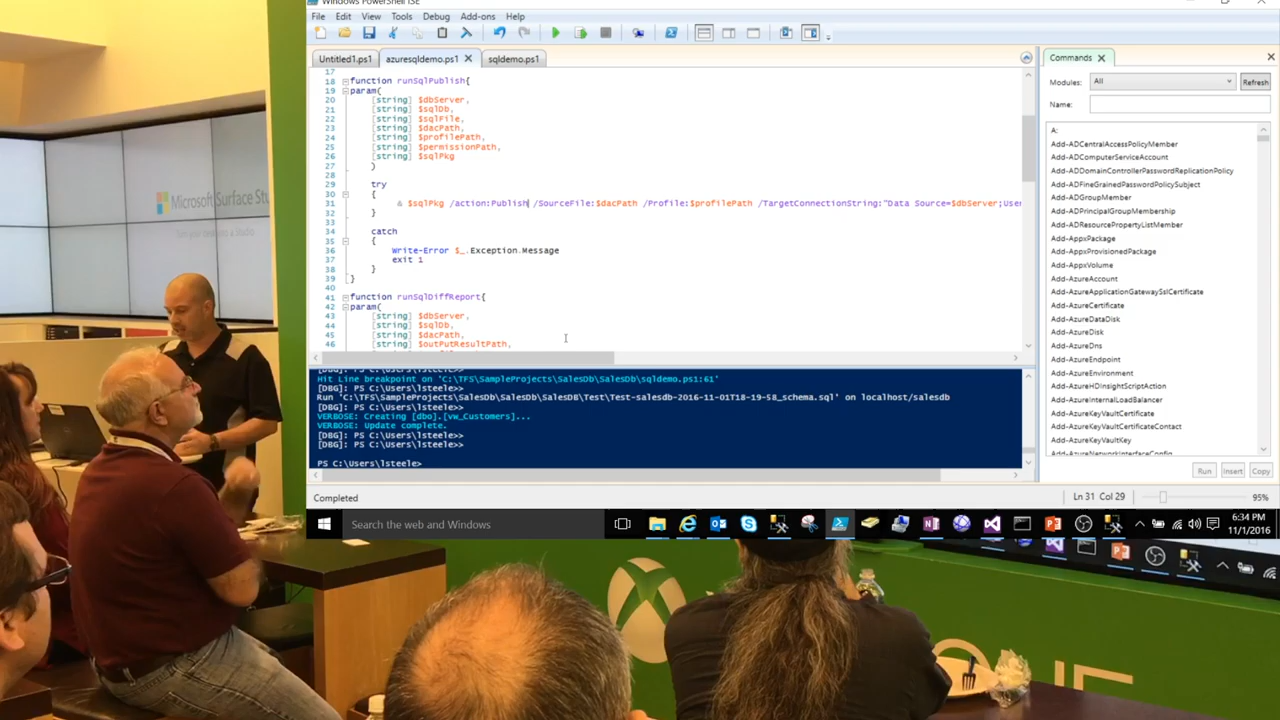 Windows PowerShell ISE
File Edit View Tools Debug Add-ons Help
Untitled1.ps1 azuresqldemo.ps1 sqldemo.ps1
17
18 function runSqlPublish{
19 param(
20 [string] $dbServer,
21 [string] $sqlDb,
22 [string] $sqlFile,
23 [string] $dacPath,
24 [string] $profilePath,
25 [string] $permissionPath,
26 [string] $sqlPkg
27 )
28
29 try
30 {
31 & $sqlPkg /action:Publish /SourceFile:$dacPath /Profile:$profilePath /TargetConnectionString:"Data Source=$dbServer;User
32 }
33
34 catch
35 {
36 Write-Error $_.Exception.Message
37 exit 1
38 }
39 }
40
41 function runSqlDiffReport{
42 param(
43 [string] $dbServer,
44 [string] $sqlDb,
45 [string] $dacPath,
46 [string] $outPutResultPath,
[DBG]: PS C:\Users\lsteele>>
Hit Line breakpoint on 'C:\TFS\SampleProjects\SalesDb\SalesDb\sqldemo.ps1:61'
[DBG]: PS C:\Users\lsteele>>
Run 'C:\TFS\SampleProjects\SalesDb\SalesDb\SalesDB\Test\Test-salesdb-2016-11-01T18-19-58_schema.sql' on localhost/salesdb
[DBG]: PS C:\Users\lsteele>>
VERBOSE: Creating [dbo].[vw_Customers]...
VERBOSE: Update complete.
[DBG]: PS C:\Users\lsteele>>
[DBG]: PS C:\Users\lsteele>>
PS C:\Users\lsteele>
Commands
Modules: All Refresh
Name:
A:
Add-ADCentralAccessPolicyMember
Add-ADComputerServiceAccount
Add-ADDomainControllerPasswordReplicationPolicy
Add-ADFineGrainedPasswordPolicySubject
Add-ADGroupMember
Add-ADPrincipalGroupMembership
Add-ADResourcePropertyListMember
Add-AppxPackage
Add-AppxProvisionedPackage
Add-AppxVolume
Add-AzureAccount
Add-AzureApplicationGatewaySslCertificate
Add-AzureCertificate
Add-AzureDataDisk
Add-AzureDisk
Add-AzureDns
Add-AzureEndpoint
Add-AzureEnvironment
Add-AzureHDInsightScriptAction
Add-AzureInternalLoadBalancer
Add-AzureKeyVaultCertificate
Add-AzureKeyVaultCertificateContact
Add-AzureKeyVaultKey
Add-AzureNetworkInterfaceConfig
Run Insert Copy
Completed
Ln 31 Col 29 95%
Search the web and Windows
6:34 PM
11/1/2016
Microsoft Surface Stu